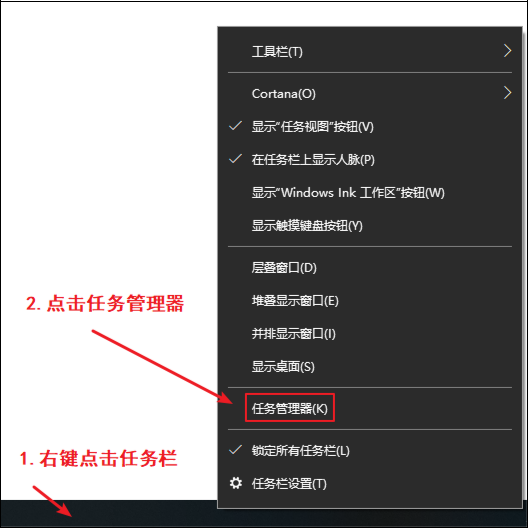 工具栏(T)
Cortana(O)
显示“任务视图”按钮(V)
在任务栏上显示人脉(P)
显示“Windows Ink 工作区”按钮(W)
显示触摸键盘按钮(Y)
层叠窗口(D)
堆叠显示窗口(E)
并排显示窗口(I)
显示桌面(S)
任务管理器(K)
锁定所有任务栏(L)
任务栏设置(T)
2.点击任务管理器
1.右键点击任务栏